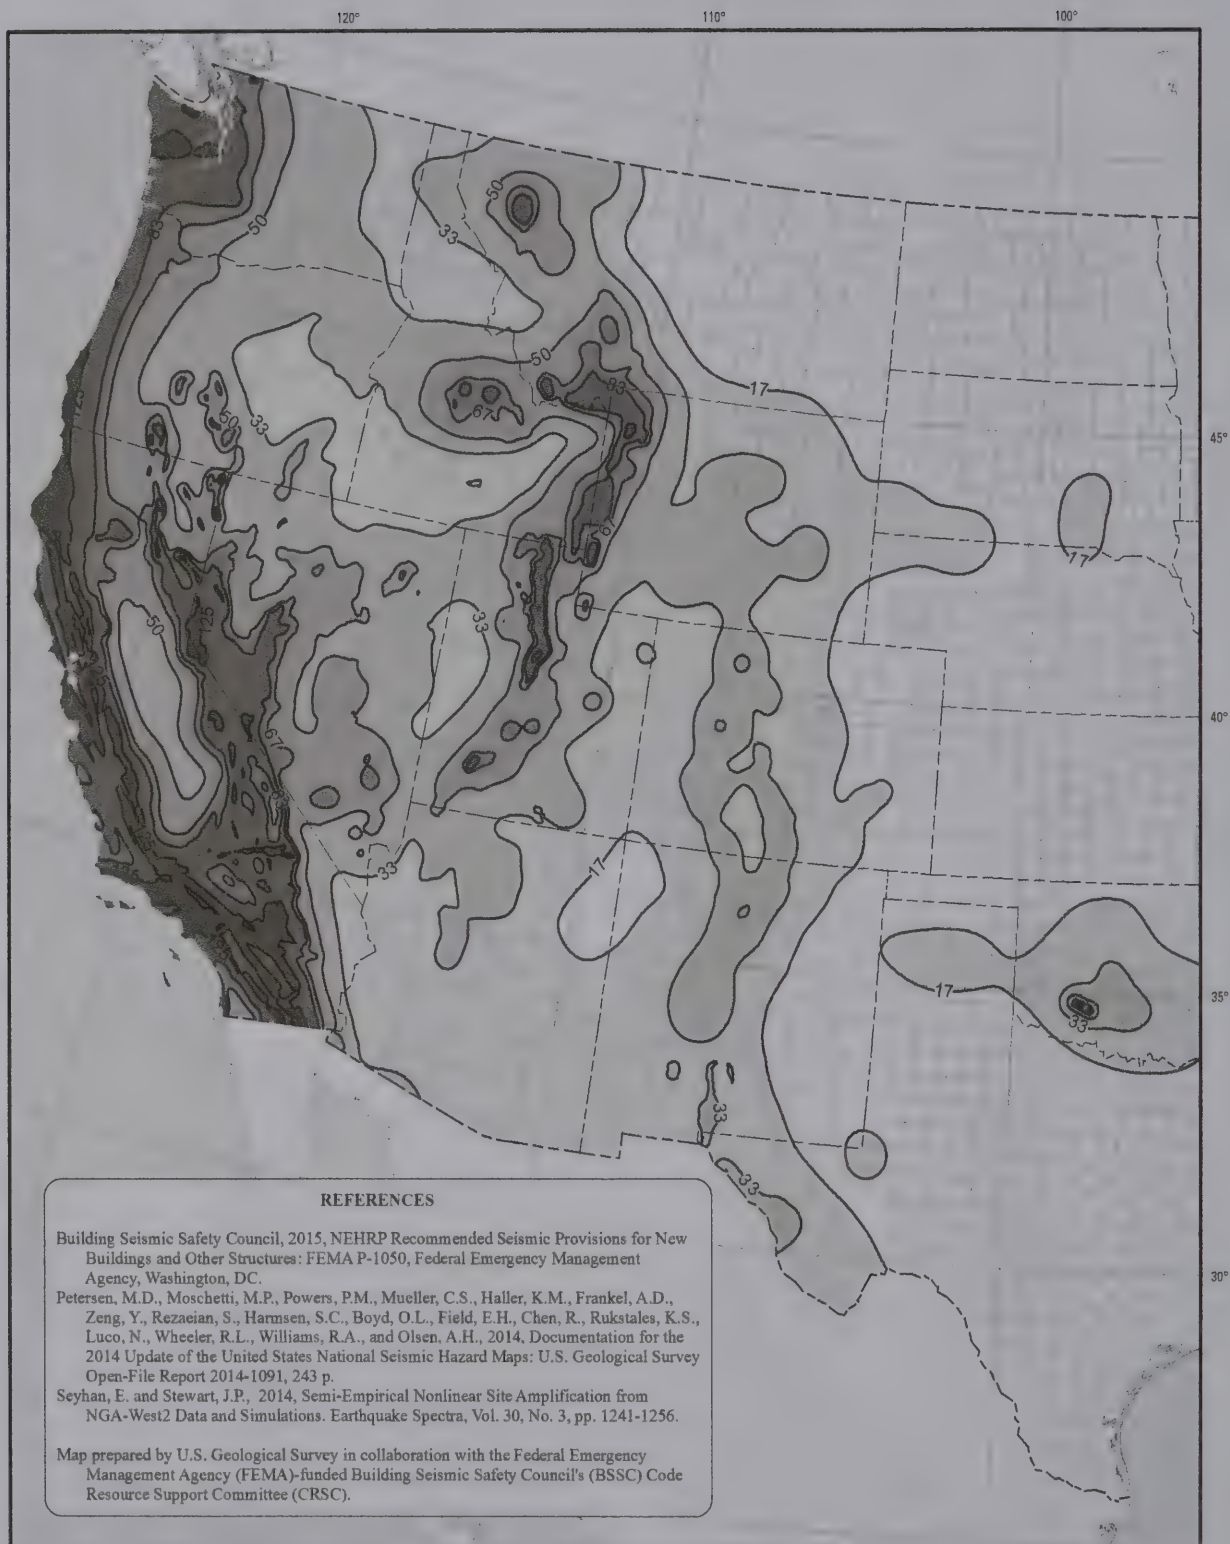 120°
110°
100°
50
50
33
83
50
17
83
125
67
50
33
45°
17
67
50
125
33
40°
67
33
17
17
33
35°
33
33
30°
REFERENCES
Building Seismic Safety Council, 2015, NEHRP Recommended Seismic Provisions for New
Buildings and Other Structures: FEMA P-1050, Federal Emergency Management
Agency, Washington, DC.
Petersen, M.D., Moschetti, M.P., Powers, P.M., Mueller, C.S., Haller, K.M., Frankel, A.D.,
Zeng, Y., Rezaeian, S., Harmsen, S.C., Boyd, O.L., Field, E.H., Chen, R., Rukstales, K.S.,
Luco, N., Wheeler, R.L., Williams, R.A., and Olsen, A.H., 2014, Documentation for the
2014 Update of the United States National Seismic Hazard Maps: U.S. Geological Survey
Open-File Report 2014-1091, 243 p.
Seyhan, E. and Stewart, J.P., 2014, Semi-Empirical Nonlinear Site Amplification from
NGA-West2 Data and Simulations. Earthquake Spectra, Vol. 30, No. 3, pp. 1241-1256.
Map prepared by U.S. Geological Survey in collaboration with the Federal Emergency
Management Agency (FEMA)-funded Building Seismic Safety Council's (BSSC) Code
Resource Support Committee (CRSC).